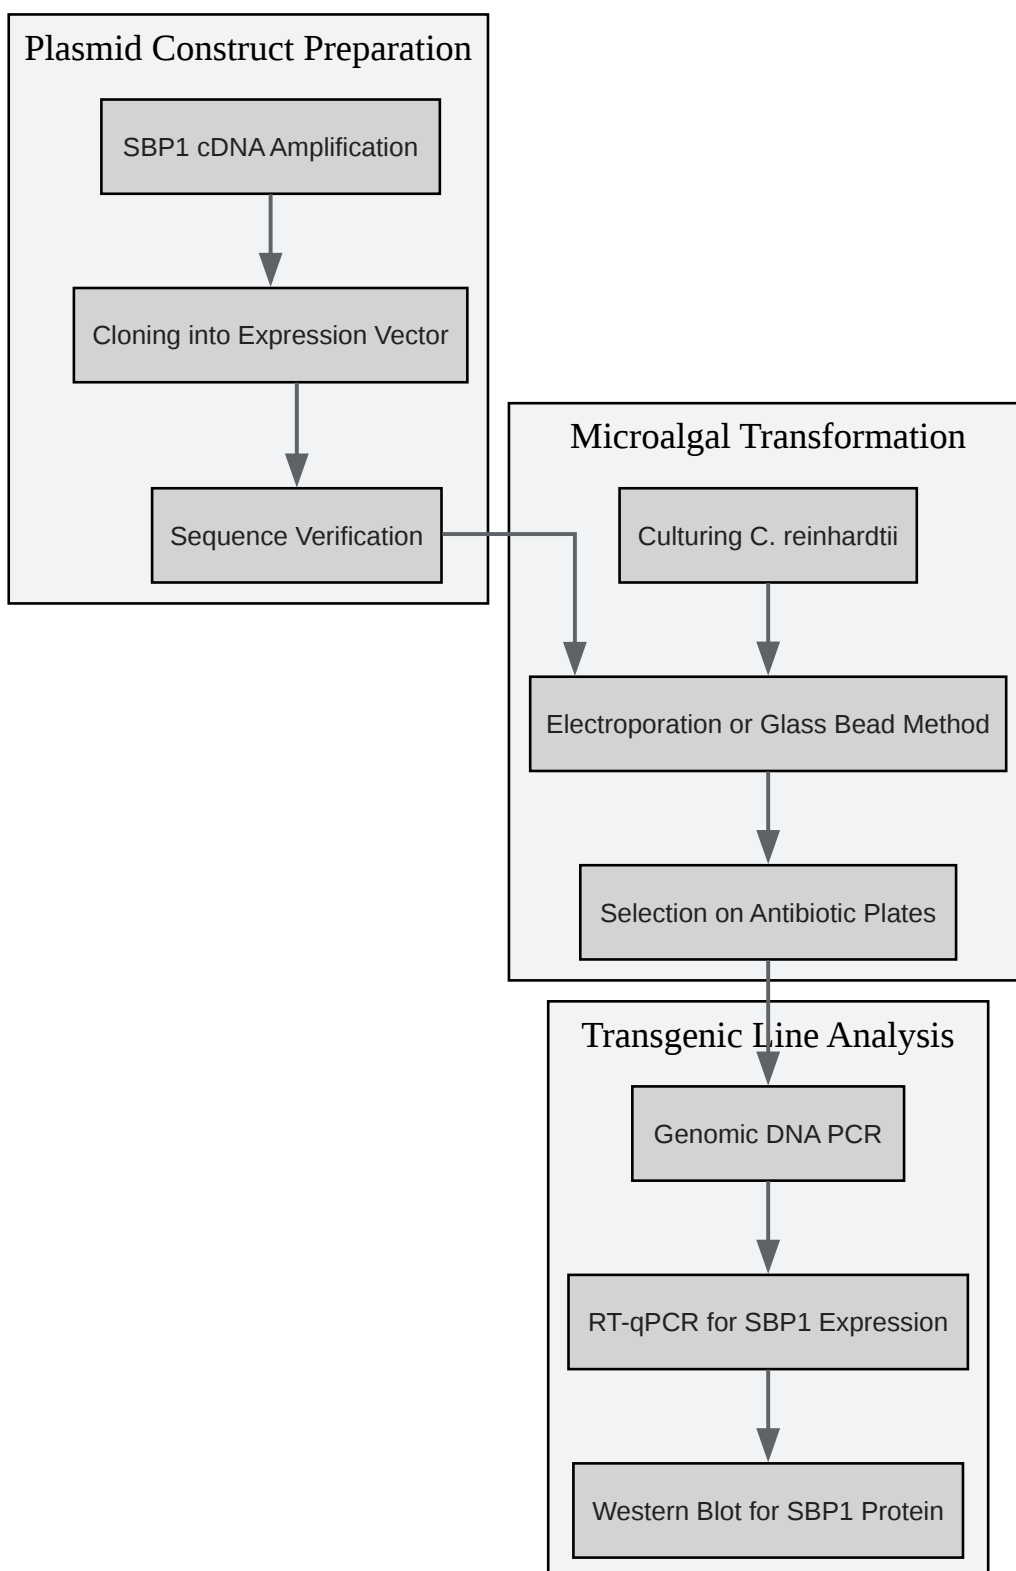 Plasmid Construct Preparation
SBP1 cDNA Amplification
Cloning into Expression Vector
Sequence Verification
Microalgal Transformation
Culturing C. reinhardtii
Electroporation or Glass Bead Method
Selection on Antibiotic Plates
Transgenic Line Analysis
Genomic DNA PCR
RT-qPCR for SBP1 Expression
Western Blot for SBP1 Protein